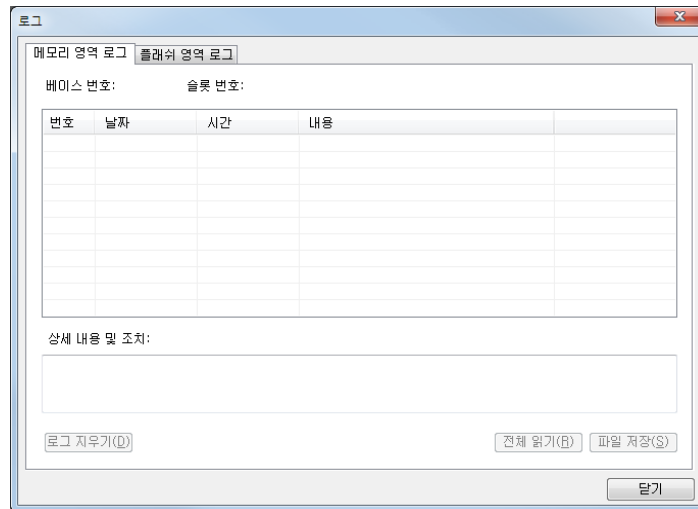 로그
메모리 영역 로그 플래쉬 영역 로그
베이스 번호: 슬롯 번호:
번호 날짜 시간 내용
상세 내용 및 조치:
로그 지우기(D) 전체 읽기(R) 파일 저장(S)
닫기